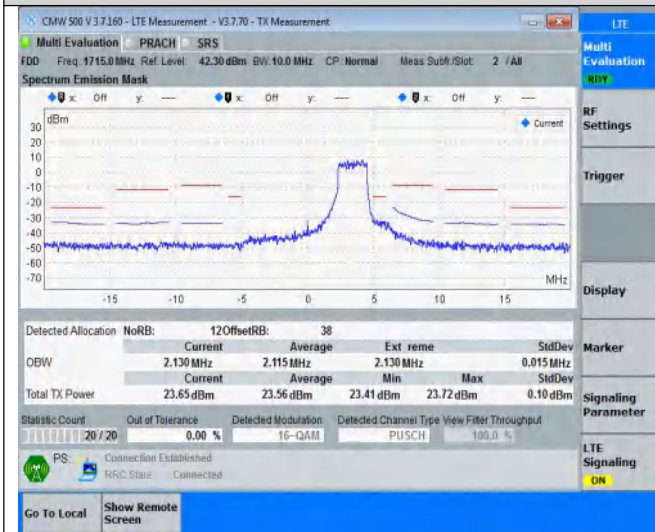 CMW 500 V 3.7.160 - LTE Measurement - V3.7.70 - TX Measurement
LTE
Multi Evaluation PRACH SRS
FDD Freq.:1715.0 MHz Ref. Level: 42.30 dBm BW: 10.0 MHz CP: Normal Meas Subfr./Slot: 2 / All
Spectrum Emission Mask
x: Off y: --- x: Off y: --- x: Off y: ---
dBm
Current
30
20
10
0
-10
-20
-30
-40
-50
-60
-70
MHz
-15 -10 -5 0 5 10 15
Detected Allocation NoRB: 12OffsetRB: 38
Current Average Ext reme StdDev
OBW 2.130 MHz 2.115 MHz 2.130 MHz 0.015 MHz
Current Average Min Max StdDev
Total TX Power 23.65 dBm 23.56 dBm 23.41 dBm 23.72 dBm 0.10 dBm
Statistic Count Out of Tolerance Detected Modulation Detected Channel Type View Filter Throughput
20 / 20 0.00 % 16-QAM PUSCH 100.0 %
PS: Connection Established
RRC State: Connected
Multi
Evaluation
RDY
RF
Settings
Trigger
Display
Marker
Signaling
Parameter
LTE
Signaling
ON
Go To Local
Show Remote
Screen